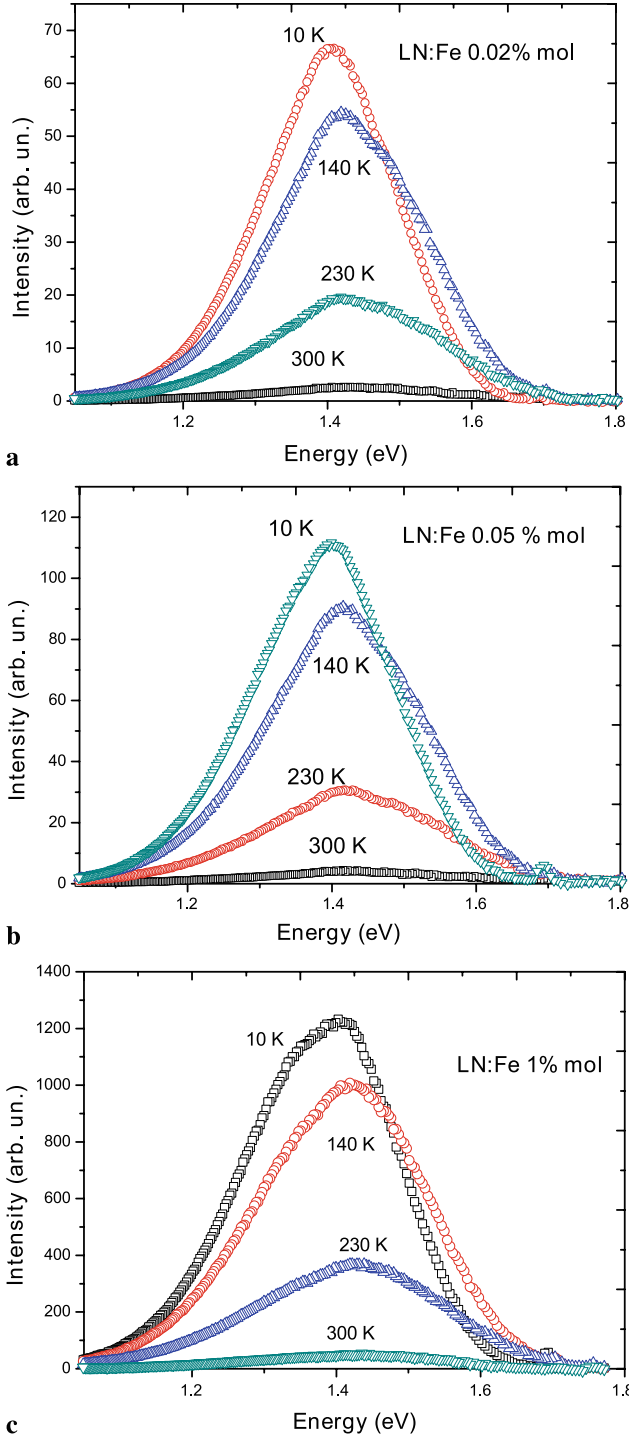 70
60
50
40
30
20
10
0
Intensity (arb. un.)
10 K
LN:Fe 0.02% mol
140 K
230 K
300 K
1.2
1.4
1.6
1.8
Energy (eV)
a
120
100
80
60
40
20
0
Intensity (arb. un.)
10 K
LN:Fe 0.05 % mol
140 K
230 K
300 K
1.2
1.4
1.6
1.8
Energy (eV)
b
1400
1200
1000
800
600
400
200
0
Intensity (arb. un.)
10 K
LN:Fe 1% mol
140 K
230 K
300 K
1.2
1.4
1.6
1.8
Energy (eV)
c